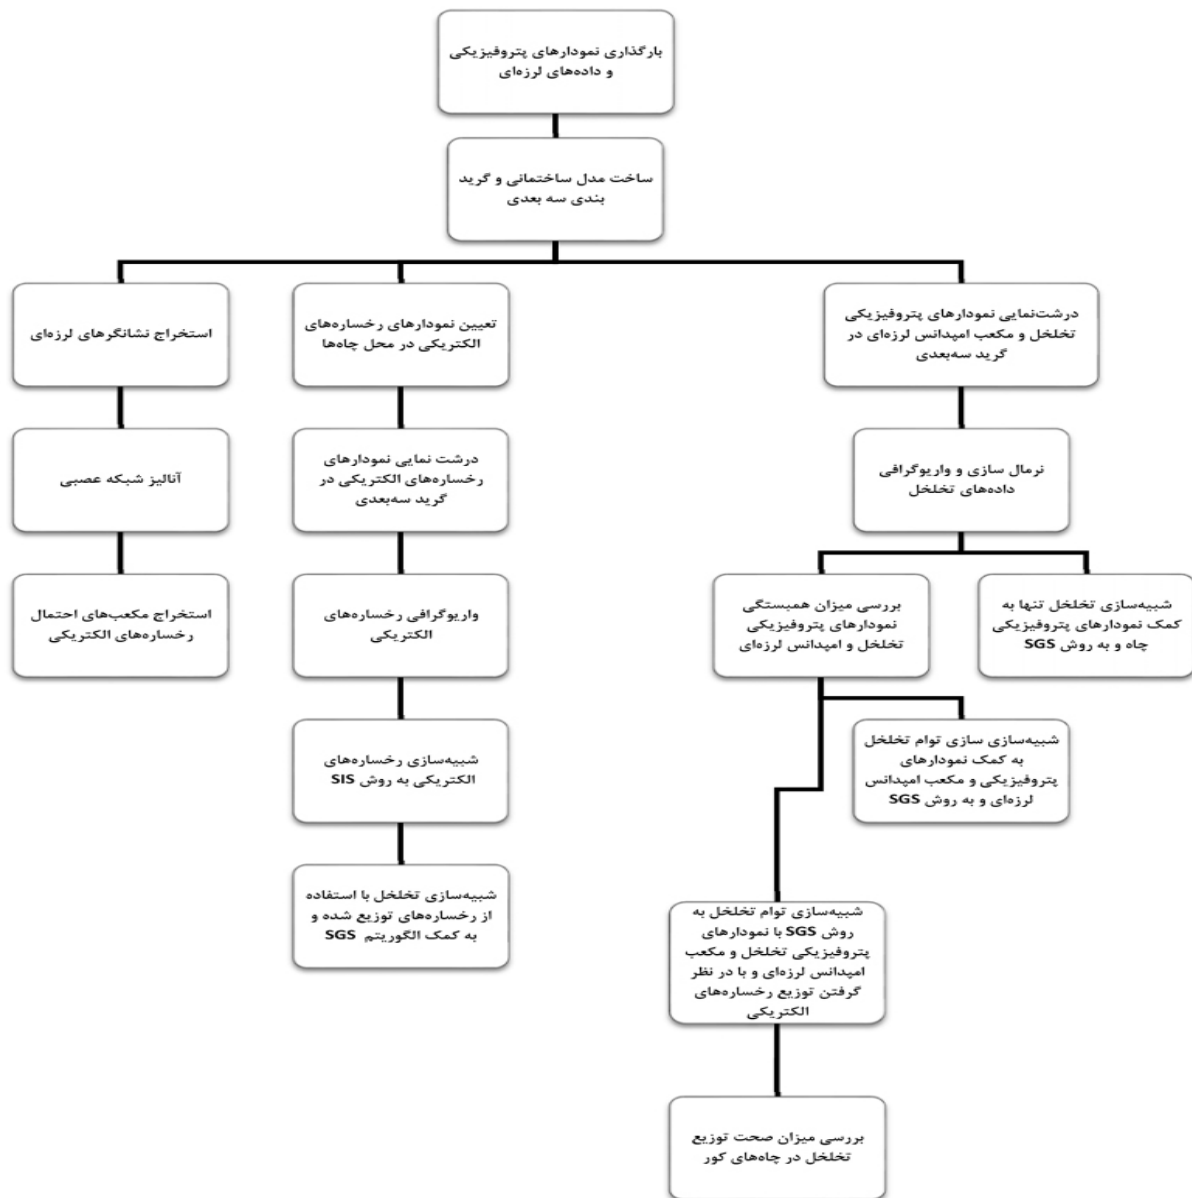 بارگذاری نمودارهای پتروفیزیکی
و داده‌های لرزه‌ای
ساخت مدل ساختمانی و گرید
بندی سه بعدی
درشت‌نمایی نمودارهای پتروفیزیکی
تخلخل و مکعب امپدانس لرزه‌ای در
گرید سه‌بعدی
نرمال سازی و واریوگرافی
داده‌های تخلخل
شبیه‌سازی تخلخل تنها به
کمک نمودارهای پتروفیزیکی
چاه و به روش SGS
بررسی میزان همبستگی
نمودارهای پتروفیزیکی
تخلخل و امپدانس لرزه‌ای
شبیه‌سازی سازی توام تخلخل
به کمک نمودارهای
پتروفیزیکی و مکعب امپدانس
لرزه‌ای و به روش SGS
شبیه‌سازی توام تخلخل به
روش SGS با نمودارهای
پتروفیزیکی تخلخل و مکعب
امپدانس لرزه‌ای و با در نظر
گرفتن توزیع رخساره‌های
الکتریکی
بررسی میزان صحت توزیع
تخلخل در چاه‌های کور
تعیین نمودارهای رخساره‌های
الکتریکی در محل چاه‌ها
درشت نمایی نمودارهای
رخساره‌های الکتریکی در
گرید سه‌بعدی
واریوگرافی رخساره‌های
الکتریکی
شبیه‌سازی رخساره‌های
الکتریکی به روش SIS
شبیه‌سازی تخلخل با استفاده
از رخساره‌های توزیع شده و
به کمک الگوریتم SGS
استخراج نشانگرهای لرزه‌ای
آنالیز شبکه عصبی
استخراج مکعب‌های احتمال
رخساره‌های الکتریکی